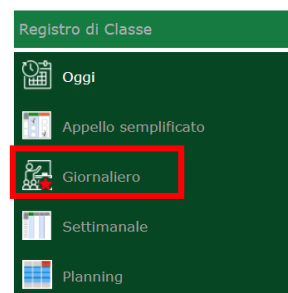 Registro di Classe
Oggi
Appello semplificato
Giornaliero
Settimanale
Planning